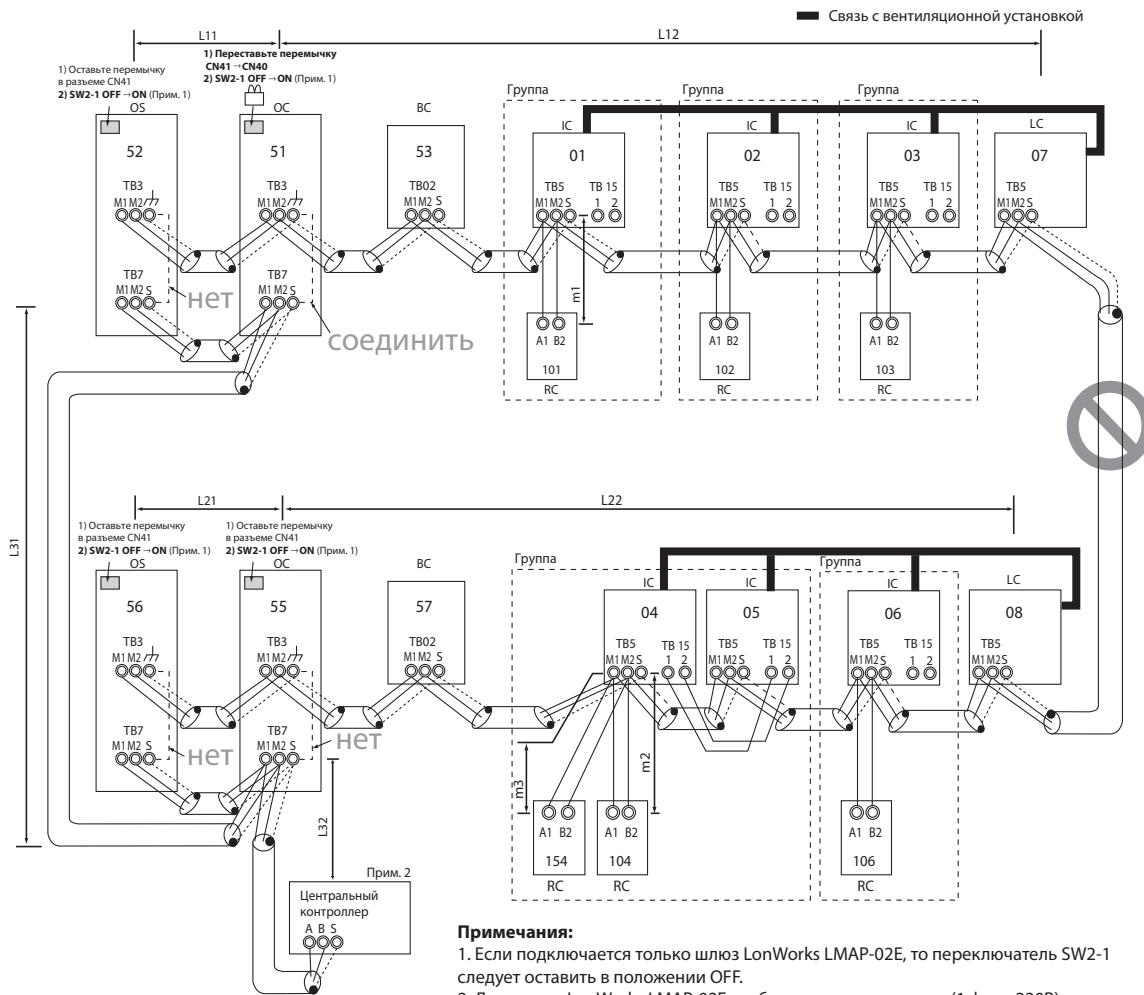 Связь с вентиляционной установкой
L11
L12
1) Оставьте перемычку
в разъеме CN41
2) SW2-1 OFF→ON (Прим. 1)
1) Переставьте перемычку
CN41→CN40
2) SW2-1 OFF→ON (Прим. 1)
OS
OC
BC
Группа
Группа
Группа
IC
IC
IC
LC
52
51
53
01
02
03
07
TB3
TB3
TB02
TB5
TB 15
TB5
TB 15
TB5
TB 15
TB5
M1 M2
M1 M2
M1 M2 S
M1 M2 S
1 2
M1 M2 S
1 2
M1 M2 S
1 2
M1 M2 S
TB7
TB7
M1 M2 S
M1 M2 S
нет
соединить
m1
A1 B2
A1 B2
A1 B2
101
102
103
RC
RC
RC
L31
L21
L22
1) Оставьте перемычку
в разъеме CN41
2) SW2-1 OFF→ON (Прим. 1)
1) Оставьте перемычку
в разъеме CN41
2) SW2-1 OFF→ON (Прим. 1)
OS
OC
BC
Группа
Группа
IC
IC
IC
LC
56
55
57
04
05
06
08
TB3
TB3
TB02
TB5
TB 15
TB5
TB 15
TB5
TB 15
TB5
M1 M2
M1 M2
M1 M2 S
M1 M2 S
1 2
M1 M2 S
1 2
M1 M2 S
1 2
M1 M2 S
TB7
TB7
M1 M2 S
M1 M2 S
нет
нет
m3
m2
L32
A1 B2
A1 B2
A1 B2
154
104
106
RC
RC
RC
Прим. 2
Центральный
контроллер
A B S
Примечания:
1. Если подключается только шлюз LonWorks LMAP-02E, то переключатель SW2-1
следует оставить в положении OFF.